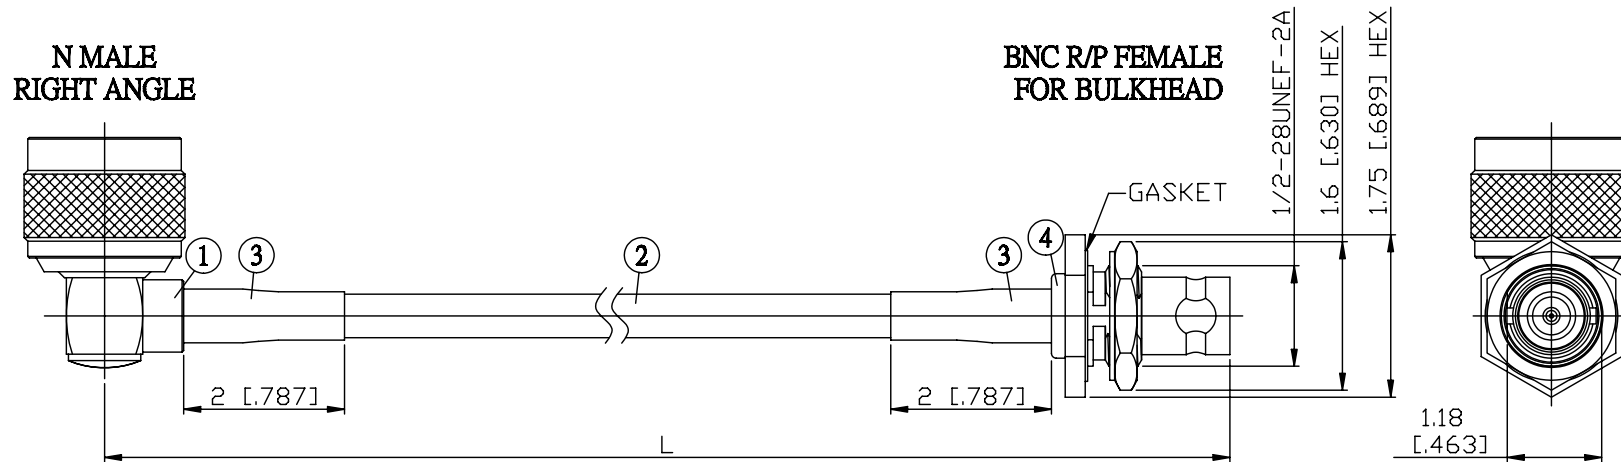 N MALE
RIGHT ANGLE
BNC R/P FEMALE
FOR BULKHEAD
1/2-28UNEF-2A
1.6 [.630] HEX
1.75 [.689] HEX
GASKET
1
3
2
3
4
2 [.787]
2 [.787]
L
1.18
[.463]